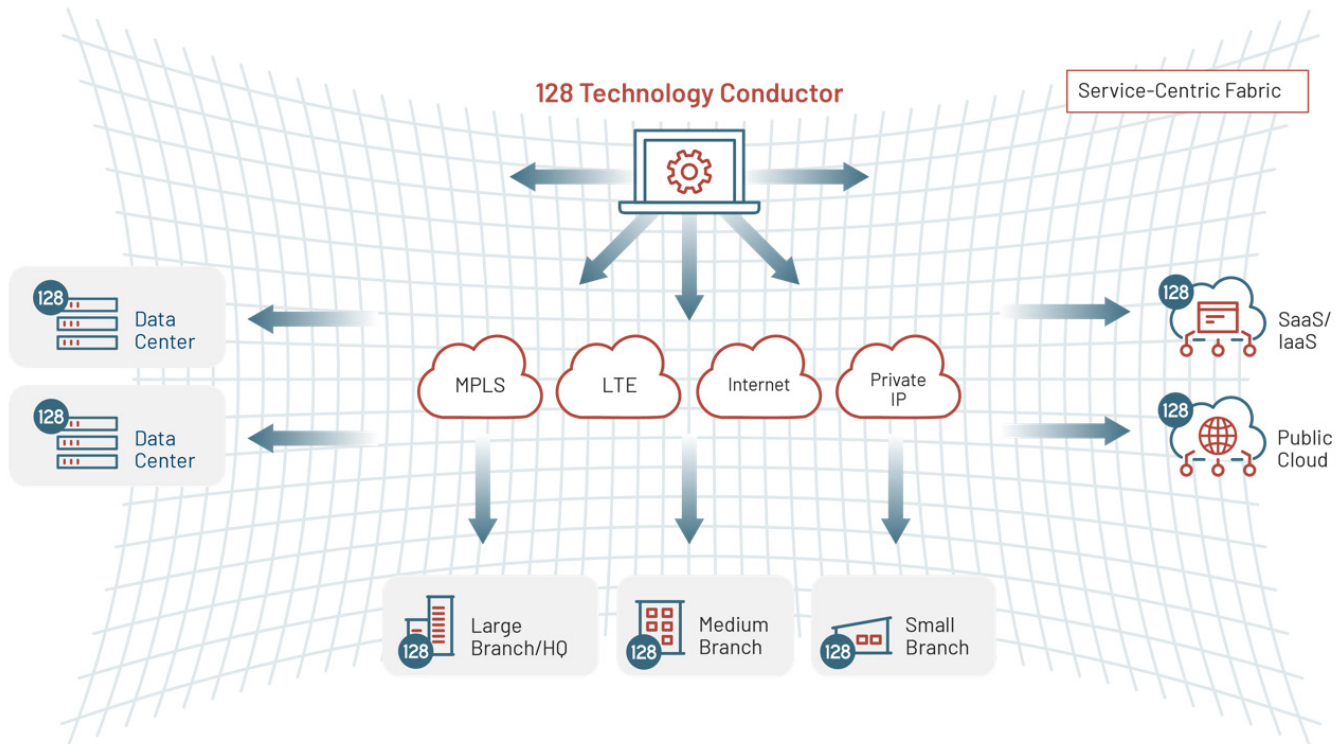 128 Technology Conductor
Service-Centric Fabric
128
Data
Center
128
SaaS/
IaaS
MPLS
LTE
Internet
Private
IP
128
Data
Center
128
Public
Cloud
128
Large
Branch/HQ
128
Medium
Branch
128
Small
Branch